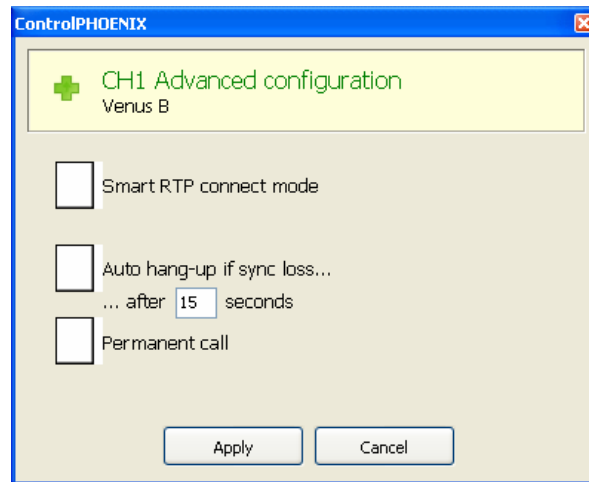 ControlPHOENIX
CH1 Advanced configuration
Venus B
Smart RTP connect mode
Auto hang-up if sync loss...
... after 15 seconds
Permanent call
Apply Cancel